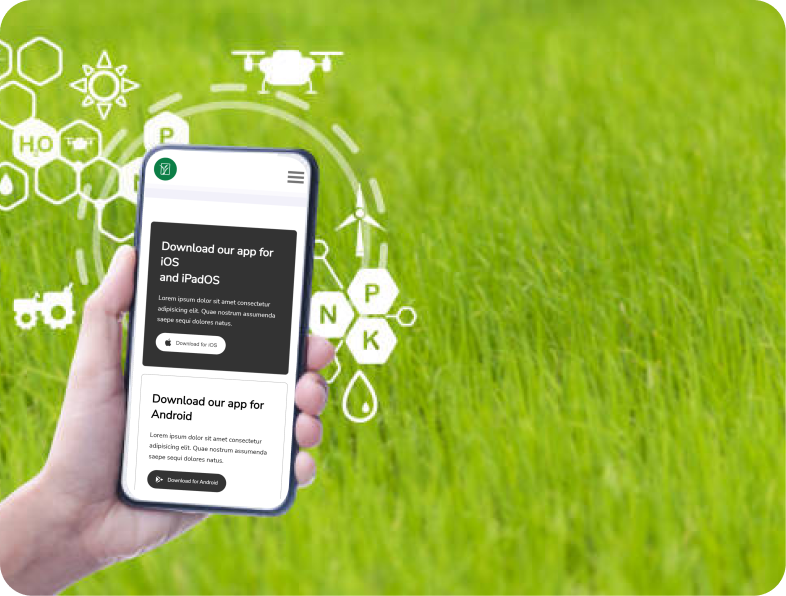 P
H₂O
N
Download our app for
iOS
and iPadOS
Lorem ipsum dolor sit amet consectetur
adipisicing elit. Quae nostrum assumenda
saepe sequi dolores natus.
Download for iOS
P
N
K
Download our app for
Android
Lorem ipsum dolor sit amet consectetur
adipisicing elit. Quae nostrum assumenda
saepe sequi dolores natus.
Download for Android